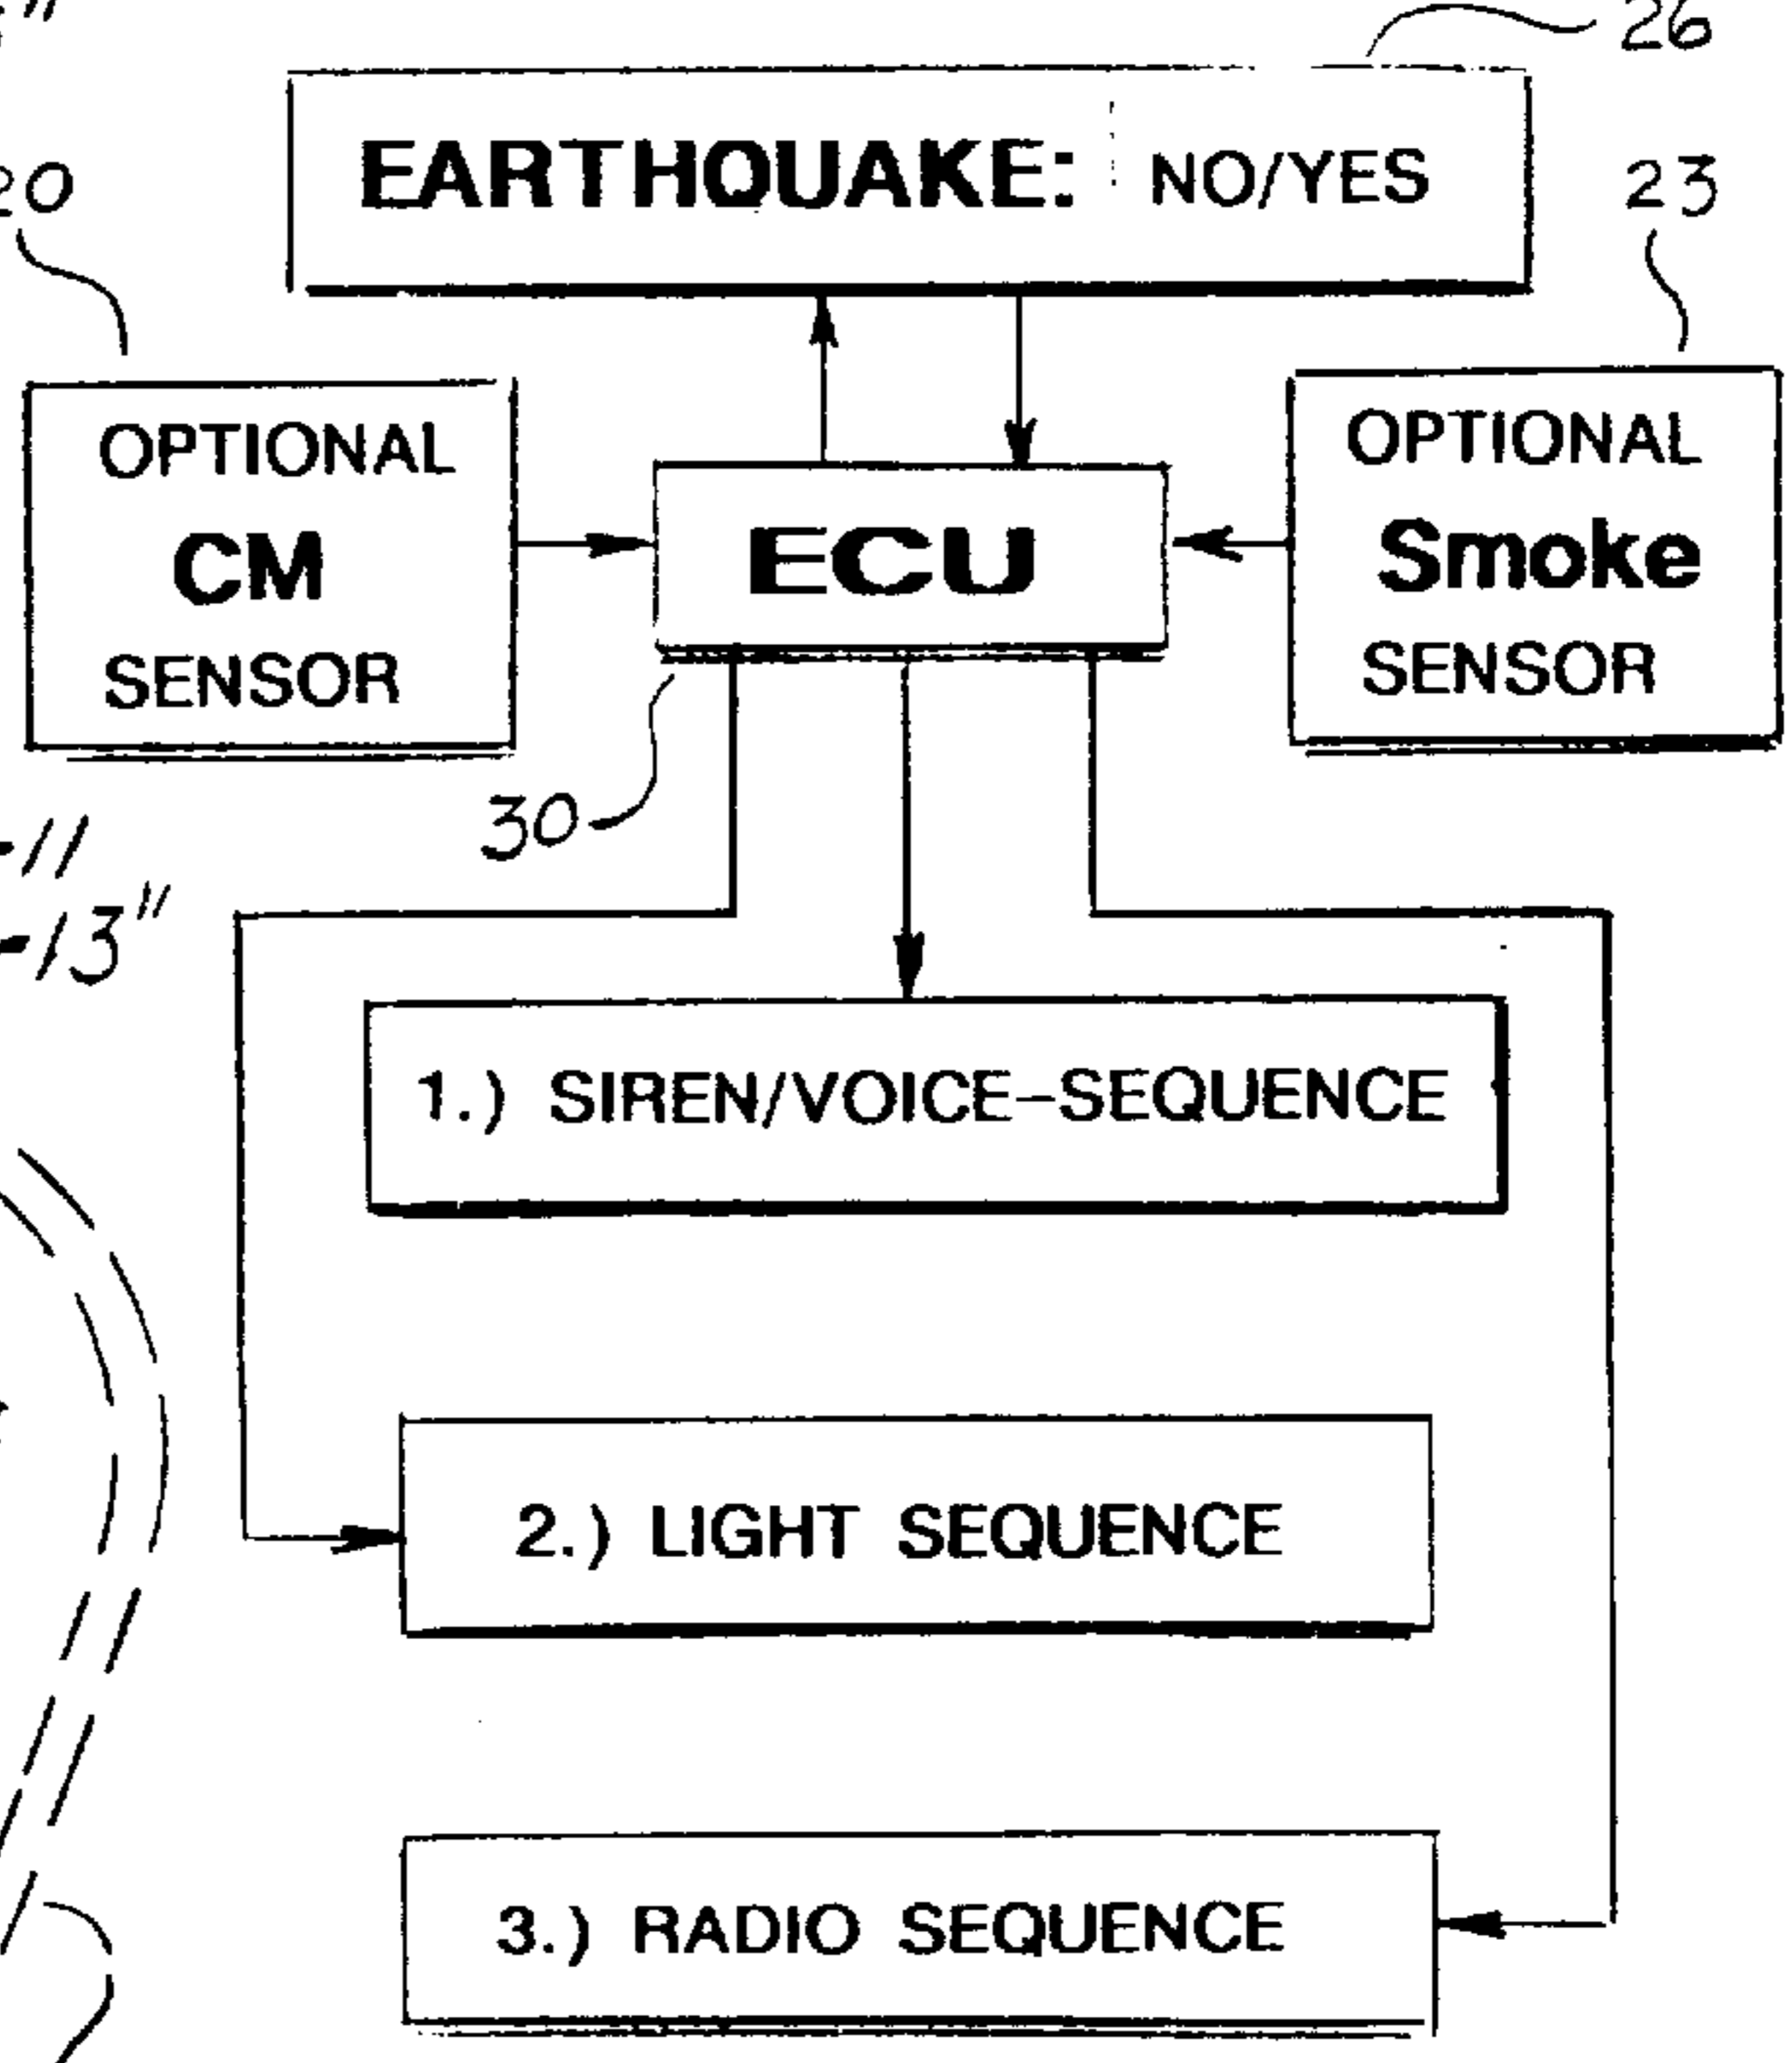 26
EARTHQUAKE: NO/YES
20
23
OPTIONAL
CM
SENSOR
ECU
OPTIONAL
Smoke
SENSOR
30
-11
-13"
1.) SIREN/VOICE-SEQUENCE
2.) LIGHT SEQUENCE
3.) RADIO SEQUENCE